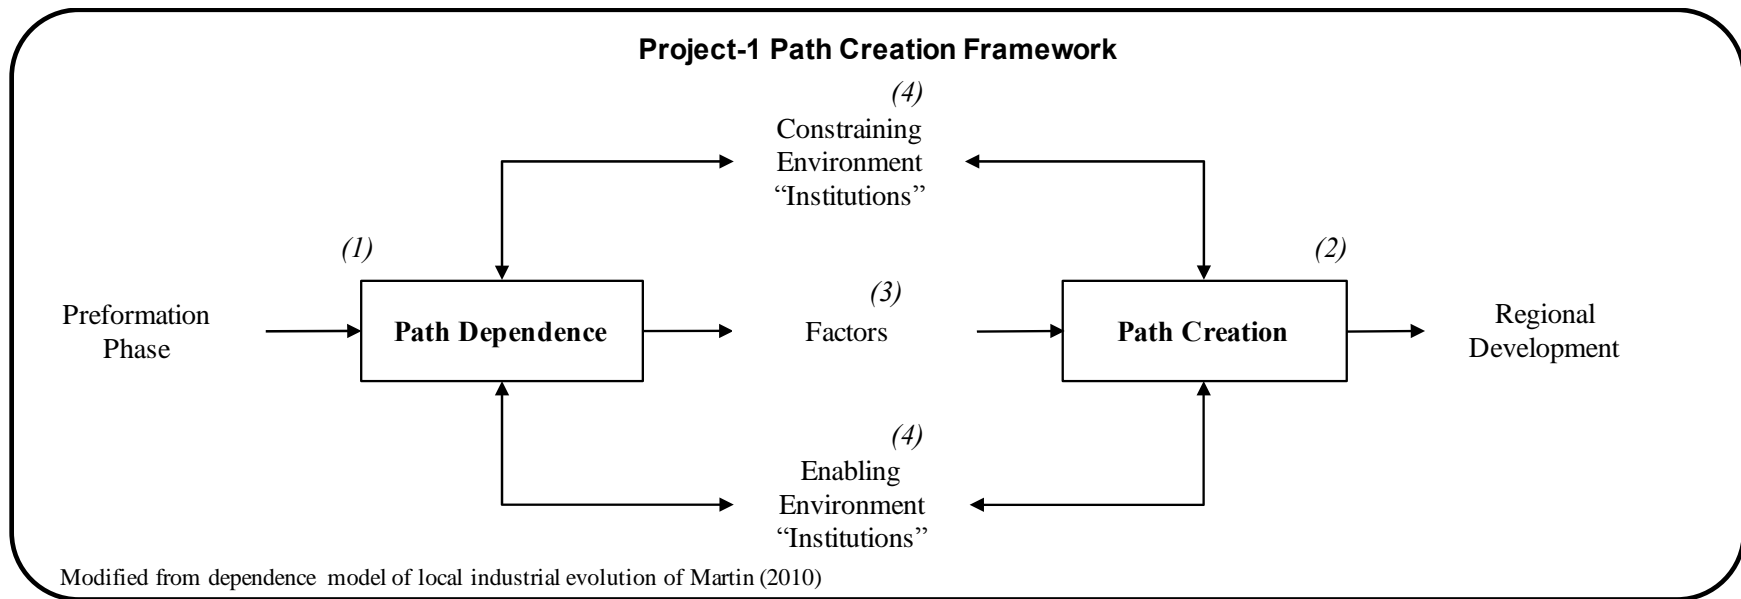 Project-1 Path Creation Framework
(4)
Constraining
Environment
“Institutions”
(1)
(2)
(3)
Preformation
Phase
Path Dependence
Factors
Path Creation
Regional
Development
(4)
Enabling
Environment
“Institutions”
Modified from dependence model of local industrial evolution of Martin (2010)